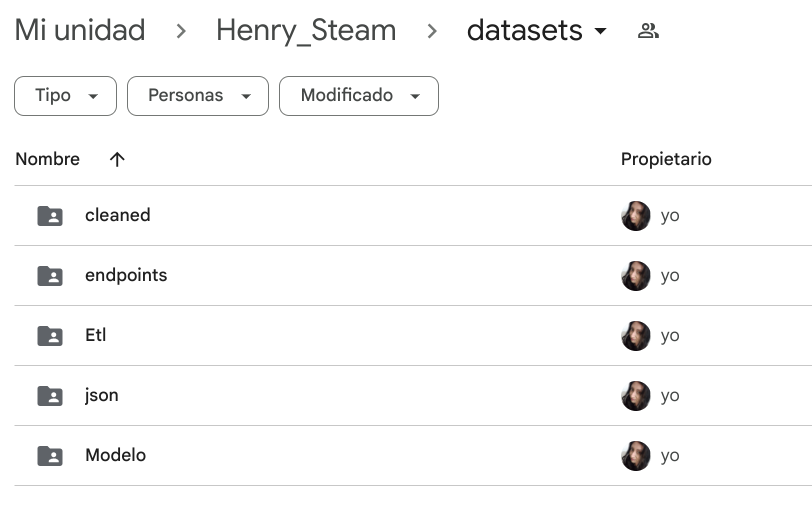 Mi unidad > Henry_Steam > datasets
Tipo Personas Modificado
Nombre Propietario
cleaned yo
endpoints yo
Etl yo
json yo
Modelo yo